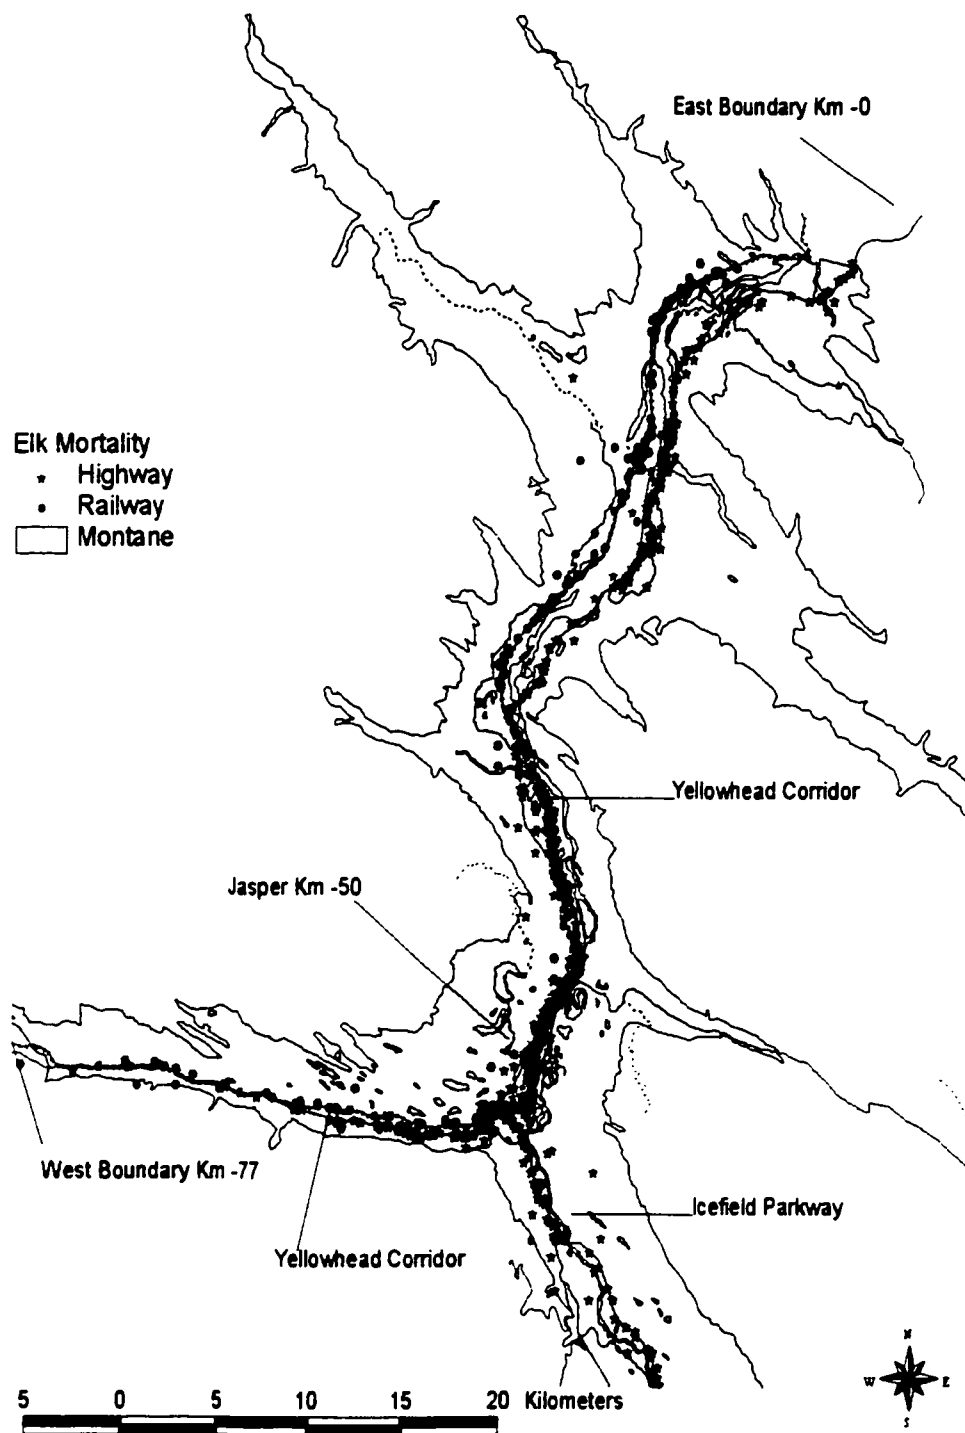 East Boundary Km -0
Elk Mortality
Highway
Railway
Montane
Yellowhead Corridor
Jasper Km -50
West Boundary Km -77
Icefield Parkway
Yellowhead Corridor
N
W E
S
5 0 5 10 15 20 Kilometers